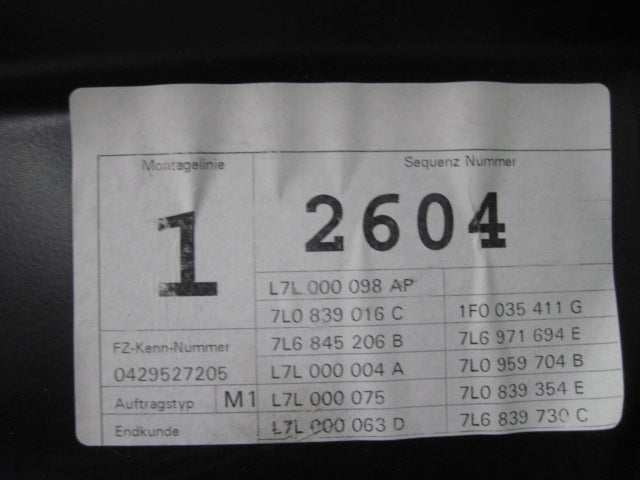 Montagelinie
1
Sequenz Nummer
2604
L7L 000 098 AP
7L0 839 016 C
1F0 035 411 G
FZ-Kenn-Nummer
7L6 845 206 B
7L6 971 694 E
0429527205
L7L 000 004 A
7L0 959 704 B
Auftragstyp M1
L7L 000 075
7L0 839 354 E
Endkunde
L7L 000 063 D
7L6 839 730 C